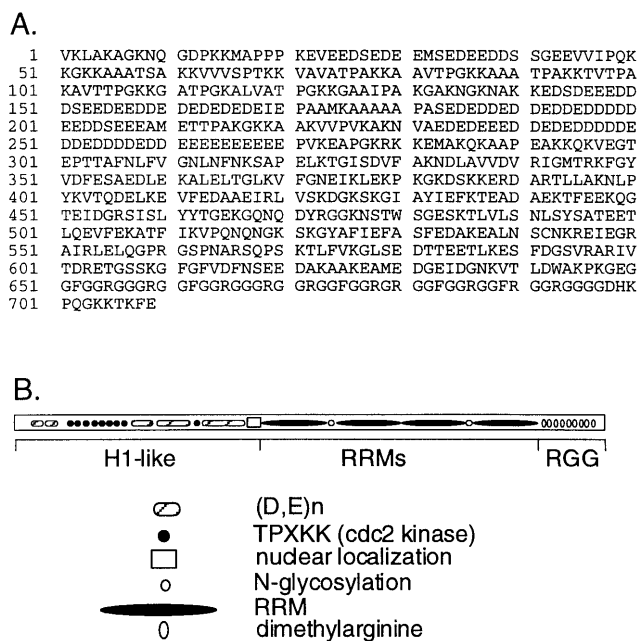 A.
1 VKLAKAGKNQ GDPKKMAPPP KEVEEDSEDE EMSEDEEDDS SGEEVVIPQK
51 KGKKAAATSA KKVVVSPTKK VAVATPAKKA AVTPGKKAAA TPAKKTVTPA
101 KAVTTPGKKG ATPGKALVAT PGKKGAAIPA KGAKNGKNAK KEDSDEEEDD
151 DSEEDEEDDE DEDEDEDEIE PAAMKAAAAA PASEDEDDED DEDDEDDDDD
201 EEDDSEEEAM ETTPAKGKKA AKVVPVKAKN VAEDEDEEED DEDEDDDDDE
251 DDEDDDDEDD EEEEEEEEEE PVKEAPGKRK KEMAKQKAAP EAKKQKVEGT
301 EPTTAFNLFV GNLNFNKSAP ELKTGISDVF AKNDLAVVDV RIGMTRKFGY
351 VDFESAEDLE KALELTGLKV FGNEIKLEKP KGKDSKKERD ARTLLAKNLP
401 YKVTQDELKE VFEDAAEIRL VSKDGKSKGI AYIEFKTEAD AEKTFEEKQG
451 TEIDGRSISL YYTGEKGQNQ DYRGGKNSTW SGESKTLVLS NLSYSATEET
501 LQEVFEKATF IKVPQNQNGK SKGYAFIEFA SFEDAKEALN SCNKREIEGR
551 AIRLELQGPR GSPNARSQPS KTLFVKGLSE DTTEETLKES FDGSVRARIV
601 TDRETGSSKG FGFVDFNSEE DAKAAKEAME DGEIDGNKVT LDWAKPKGEG
651 GFGGRGGGRG GFGGRGGGRG GRGGFGGRGR GGFGGRGGFR GGRGGGGDHK
701 PQGKKTKFE
B.
H1-like RRMs RGG
(D,E)n
TPXKK (cdc2 kinase)
nuclear localization
N-glycosylation
RRM
dimethylarginine